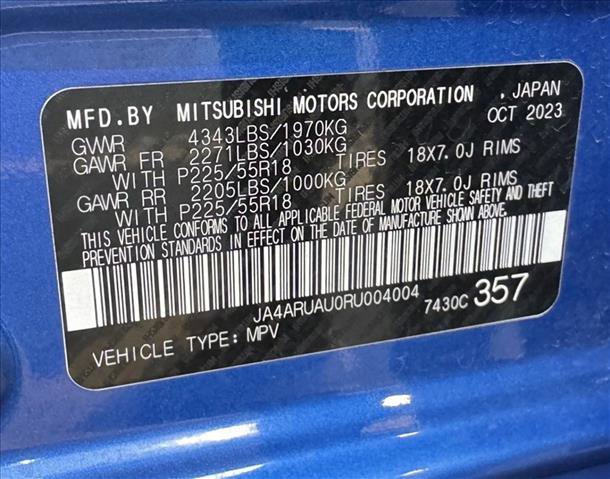 MFD.BY MITSUBISHI MOTORS CORPORATION , JAPAN
GVWR 4343LBS/1970KG OCT 2023
GAWR FR 2271LBS/1030KG
WITH P225/55R18 TIRES 18X7.0J RIMS
GAWR RR 2205LBS/1000KG
WITH P225/55R18 TIRES 18X7.0J RIMS
THIS VEHICLE CONFORMS TO ALL APPLICABLE FEDERAL MOTOR VEHICLE SAFETY AND THEFT
PREVENTION STANDARDS IN EFFECT ON THE DATE OF MANUFACTURE SHOWN ABOVE.
JA4ARUAU0RU004004 7430C 357
VEHICLE TYPE: MPV